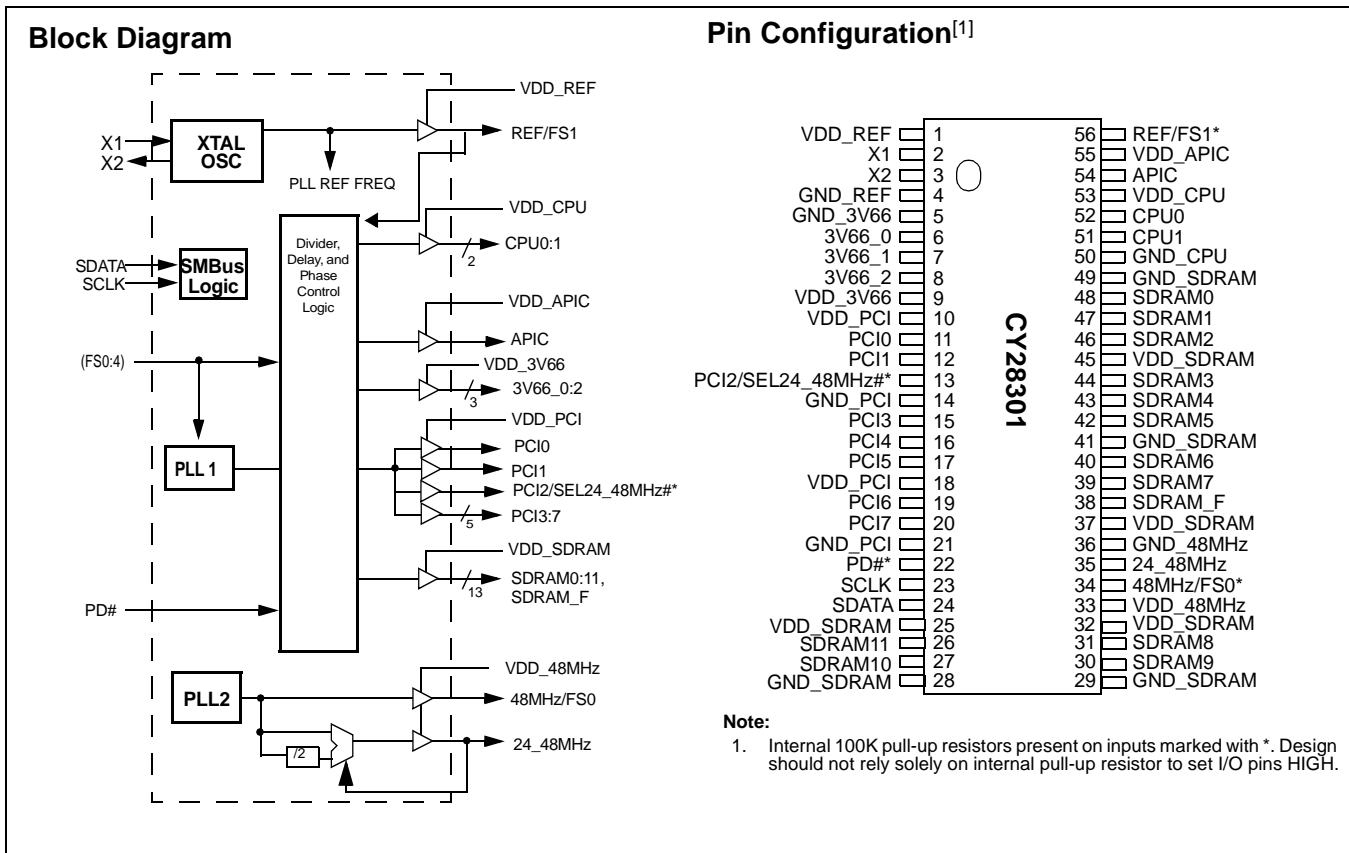 Block Diagram
VDD_REF
REF/FS1
X1
X2
XTAL
OSC
PLL REF FREQ
VDD_CPU
CPU0:1
2
Divider,
Delay, and
Phase
Control
Logic
SDATA
SCLK
SMBus
Logic
VDD_APIC
APIC
(FS0:4)
VDD_3V66
3V66_0:2
3
VDD_PCI
PCI0
PCI1
PCI2/SEL24_48MHz#*
PCI3:7
5
PLL 1
VDD_SDRAM
SDRAM0:11,
SDRAM_F
13
PD#
VDD_48MHz
PLL2
48MHz/FS0
24_48MHz
/2
Pin Configuration[1]
VDD_REF 1 56 REF/FS1*
X1 2 55 VDD_APIC
X2 3 54 APIC
GND_REF 4 53 VDD_CPU
GND_3V66 5 52 CPU0
3V66_0 6 51 CPU1
3V66_1 7 50 GND_CPU
3V66_2 8 49 GND_SDRAM
VDD_3V66 9 48 SDRAM0
VDD_PCI 10 47 SDRAM1
PCI0 11 46 SDRAM2
PCI1 12 45 VDD_SDRAM
PCI2/SEL24_48MHz#* 13 44 SDRAM3
GND_PCI 14 43 SDRAM4
PCI3 15 42 SDRAM5
PCI4 16 41 GND_SDRAM
PCI5 17 40 SDRAM6
VDD_PCI 18 39 SDRAM7
PCI6 19 38 SDRAM_F
PCI7 20 37 VDD_SDRAM
GND_PCI 21 36 GND_48MHz
PD#* 22 35 24_48MHz
SCLK 23 34 48MHz/FS0*
SDATA 24 33 VDD_48MHz
VDD_SDRAM 25 32 VDD_SDRAM
SDRAM11 26 31 SDRAM8
SDRAM10 27 30 SDRAM9
GND_SDRAM 28 29 GND_SDRAM
CY28301
Note:
1. Internal 100K pull-up resistors present on inputs marked with *. Design
should not rely solely on internal pull-up resistor to set I/O pins HIGH.